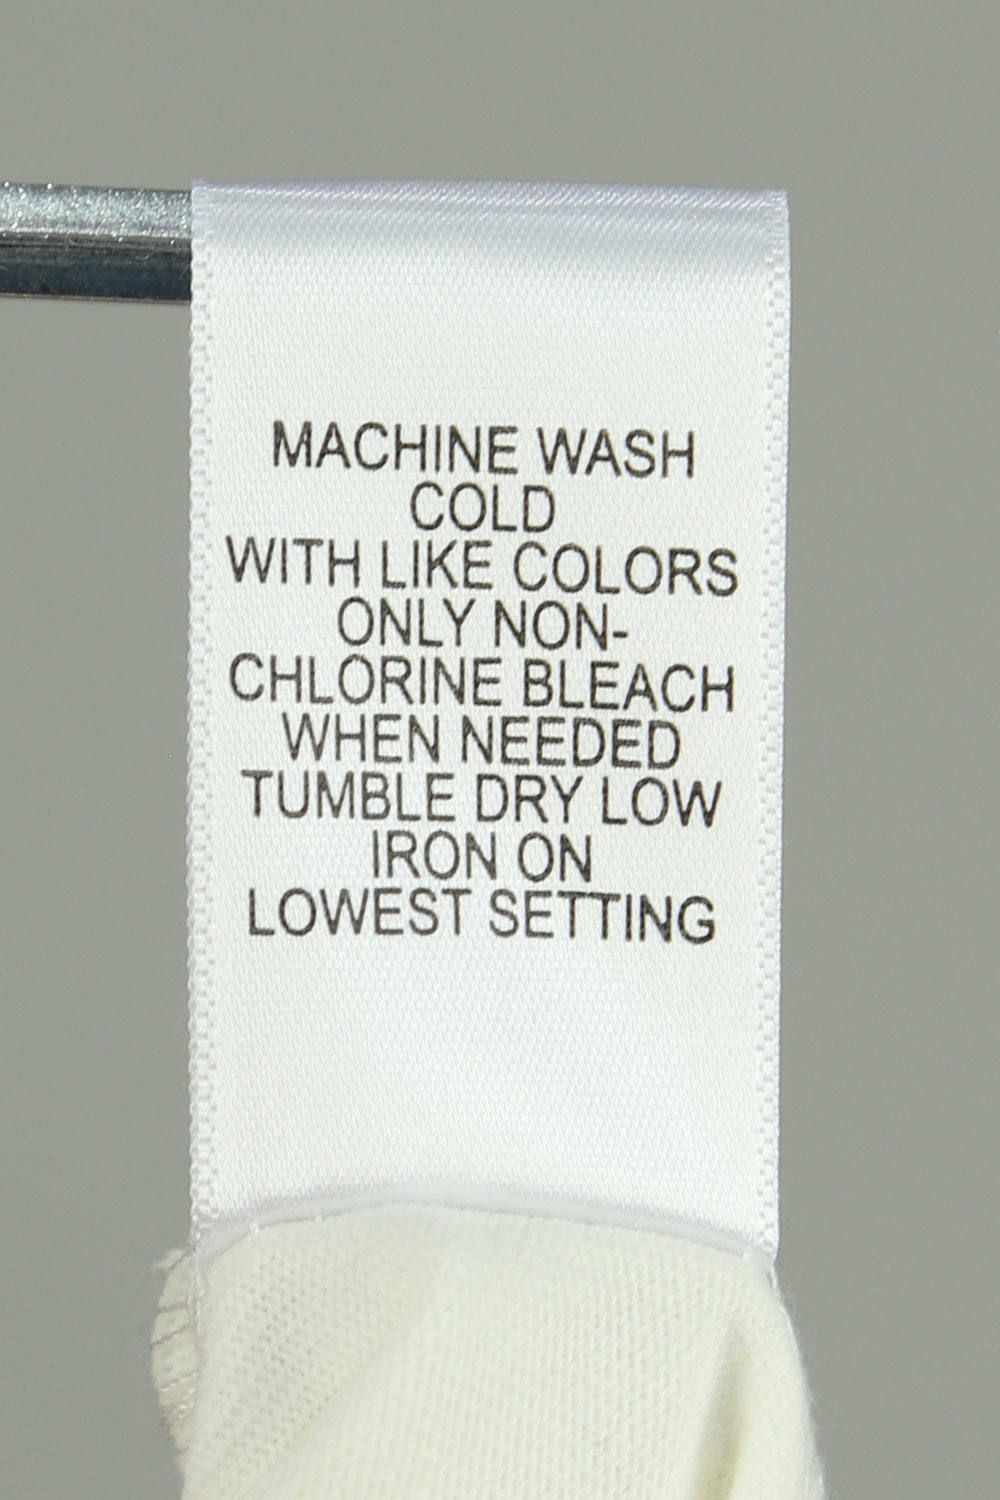 MACHINE WASH
COLD
WITH LIKE COLORS
ONLY NON-
CHLORINE BLEACH
WHEN NEEDED
TUMBLE DRY LOW
IRON ON
LOWEST SETTING